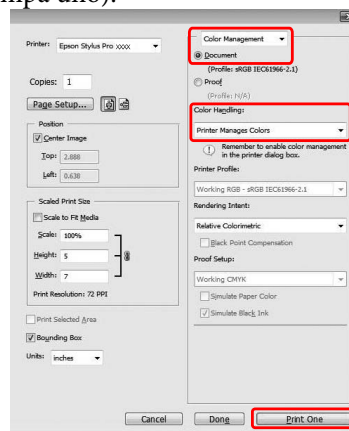 mpa uno).
Printer: Epson Stylus Pro xxxx
Copies: 1
Page Setup...
Position
Center Image
Top: 2.888
Left: 0.638
Scaled Print Size
Scale to Fit Media
Scale: 100%
Height: 5
Width: 7
Print Resolution: 72 PPI
Print Selected Area
Bounding Box
Units: inches
Color Management
Document
(Profile: sRGB IEC61966-2.1)
Proof
(Profile: N/A)
Color Handling:
Printer Manages Colors
Remember to enable color management
in the printer dialog box.
Printer Profile:
Working RGB - sRGB IEC61966-2.1
Rendering Intent:
Relative Colorimetric
Black Point Compensation
Proof Setup:
Working CMYK
Simulate Paper Color
Simulate Black Ink
Cancel
Done
Print One